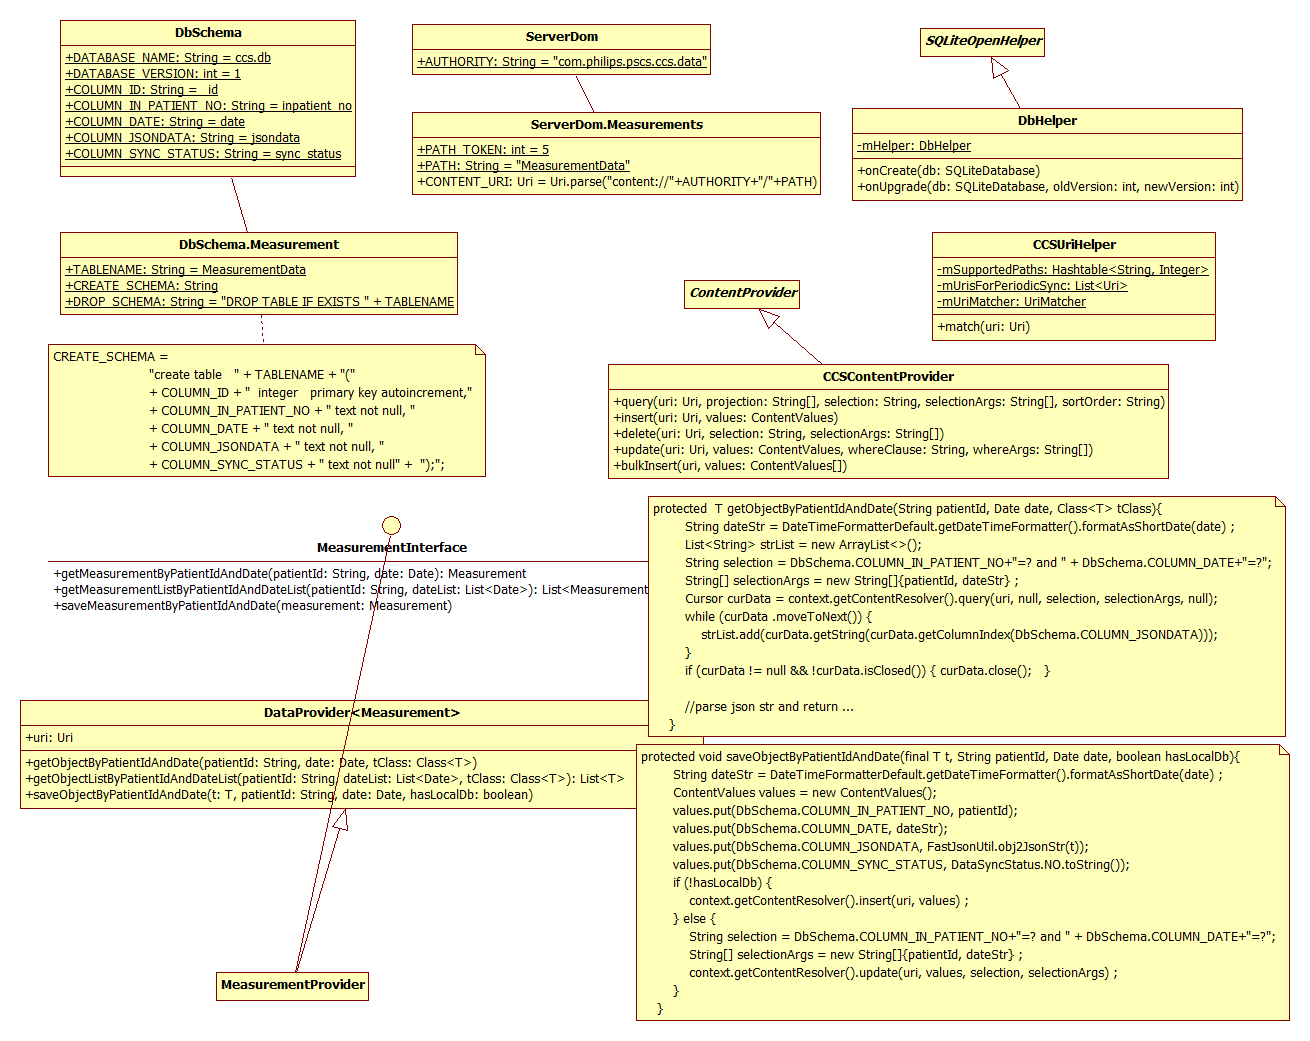 DbSchema
+DATABASE_NAME: String = ccs.db
+DATABASE_VERSION: int = 1
+COLUMN_ID: String = _id
+COLUMN_IN_PATIENT_NO: String = inpatient_no
+COLUMN_DATE: String = date
+COLUMN_JSONDATA: String = jsondata
+COLUMN_SYNC_STATUS: String = sync_status
ServerDom
+AUTHORITY: String = "com.philips.pscs.ccs.data"
ServerDom.Measurements
+PATH_TOKEN: int = 5
+PATH: String = "MeasurementData"
+CONTENT_URI: Uri = Uri.parse("content://"+AUTHORITY+"/"+PATH)
SQLiteOpenHelper
DbHelper
-mHelper: DbHelper
+onCreate(db: SQLiteDatabase)
+onUpgrade(db: SQLiteDatabase, oldVersion: int, newVersion: int)
DbSchema.Measurement
+TABLENAME: String = MeasurementData
+CREATE_SCHEMA: String
+DROP_SCHEMA: String = "DROP TABLE IF EXISTS " + TABLENAME
CCSUriHelper
-mSupportedPaths: Hashtable<String, Integer>
-mUrisForPeriodicSync: List<Uri>
-mUriMatcher: UriMatcher
+match(uri: Uri)
ContentProvider
CREATE_SCHEMA =
"create table   " + TABLENAME + "("
+ COLUMN_ID + "  integer   primary key autoincrement,"
+ COLUMN_IN_PATIENT_NO + " text not null, "
+ COLUMN_DATE + " text not null, "
+ COLUMN_JSONDATA + " text not null, "
+ COLUMN_SYNC_STATUS + " text not null" +  ");";
CCSContentProvider
+query(uri: Uri, projection: String[], selection: String, selectionArgs: String[], sortOrder: String)
+insert(uri: Uri, values: ContentValues)
+delete(uri: Uri, selection: String, selectionArgs: String[])
+update(uri: Uri, values: ContentValues, whereClause: String, whereArgs: String[])
+bulkInsert(uri, values: ContentValues[])
MeasurementInterface
+getMeasurementByPatientIdAndDate(patientId: String, date: Date): Measurement
+getMeasurementListByPatientIdAndDateList(patientId: String, dateList: List<Date>): List<Measurement
+saveMeasurementByPatientIdAndDate(measurement: Measurement)
protected  T getObjectByPatientIdAndDate(String patientId, Date date, Class<T> tClass){
String dateStr = DateTimeFormatterDefault.getDateTimeFormatter().formatAsShortDate(date) ;
List<String> strList = new ArrayList<>();
String selection = DbSchema.COLUMN_IN_PATIENT_NO+"=? and " + DbSchema.COLUMN_DATE+"=?";
String[] selectionArgs = new String[]{patientId, dateStr} ;
Cursor curData = context.getContentResolver().query(uri, null, selection, selectionArgs, null);
while (curData .moveToNext()) {
strList.add(curData.getString(curData.getColumnIndex(DbSchema.COLUMN_JSONDATA)));
}
if (curData != null && !curData.isClosed()) { curData.close();   }
//parse json str and return ...
}
DataProvider<Measurement>
+uri: Uri
+getObjectByPatientIdAndDate(patientId: String, date: Date, tClass: Class<T>)
+getObjectListByPatientIdAndDateList(patientId: String, dateList: List<Date>, tClass: Class<T>): List<T>
+saveObjectByPatientIdAndDate(t: T, patientId: String, date: Date, hasLocalDb: boolean)
protected void saveObjectByPatientIdAndDate(final T t, String patientId, Date date, boolean hasLocalDb){
String dateStr = DateTimeFormatterDefault.getDateTimeFormatter().formatAsShortDate(date) ;
ContentValues values = new ContentValues();
values.put(DbSchema.COLUMN_IN_PATIENT_NO, patientId);
values.put(DbSchema.COLUMN_DATE, dateStr);
values.put(DbSchema.COLUMN_JSONDATA, FastJsonUtil.obj2JsonStr(t));
values.put(DbSchema.COLUMN_SYNC_STATUS, DataSyncStatus.NO.toString());
if (!hasLocalDb) {
context.getContentResolver().insert(uri, values) ;
} else {
String selection = DbSchema.COLUMN_IN_PATIENT_NO+"=? and " + DbSchema.COLUMN_DATE+"=?";
String[] selectionArgs = new String[]{patientId, dateStr} ;
context.getContentResolver().update(uri, values, selection, selectionArgs) ;
}
}
MeasurementProvider